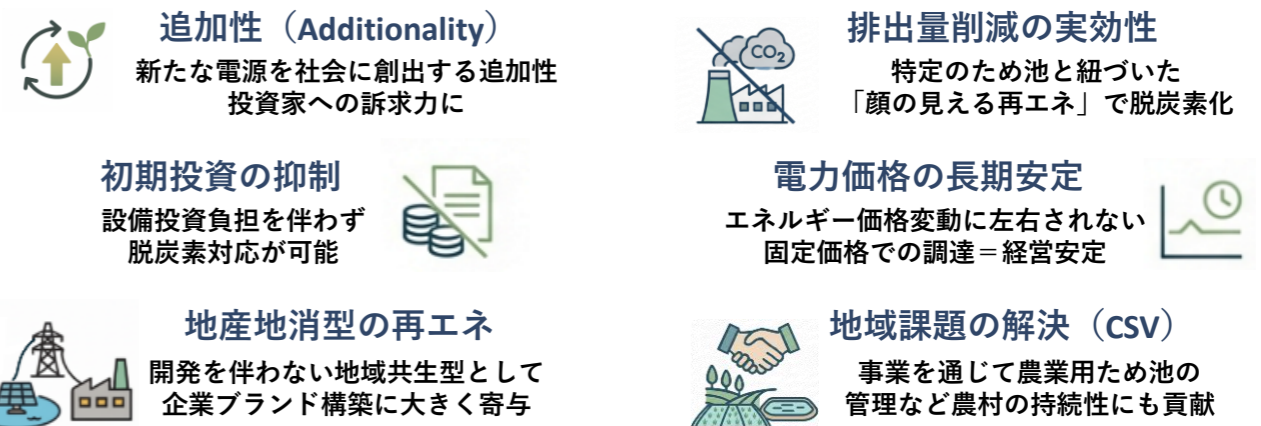 追加性（Additionality）
新たな電源を社会に創出する追加性
投資家への訴求力に
排出量削減の実効性
特定のため池と紐づいた
「顔の見える再エネ」で脱炭素化
CO2
初期投資の抑制
設備投資負担を伴わず
脱炭素対応が可能
電力価格の長期安定
エネルギー価格変動に左右されない
固定価格での調達＝経営安定
地産地消型の再エネ
開発を伴わない地域共生型として
企業ブランド構築に大きく寄与
地域課題の解決（CSV）
事業を通じて農業用ため池の
管理など農村の持続性にも貢献